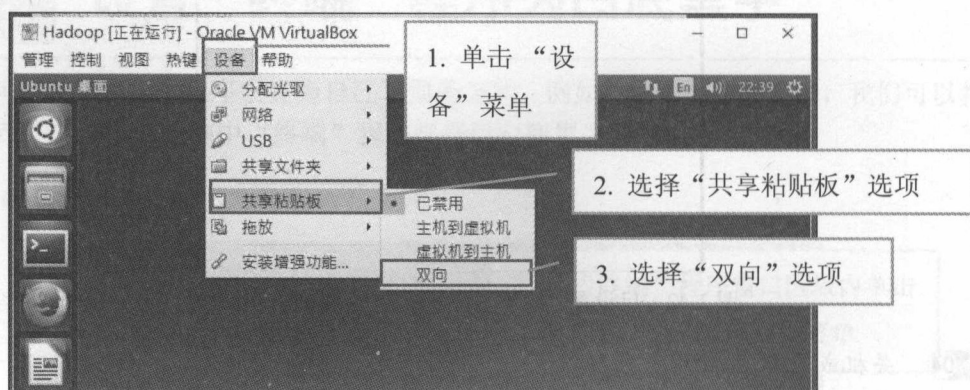 Hadoop [正在运行] - Oracle VM VirtualBox
管理 控制 视图 热键 设备 帮助
Ubuntu 桌面
En 22:39
分配光驱
网络
USB
共享文件夹
共享粘贴板
拖放
安装增强功能...
已禁用
主机到虚拟机
虚拟机到主机
双向
1. 单击“设
备”菜单
2. 选择“共享粘贴板”选项
3. 选择“双向”选项